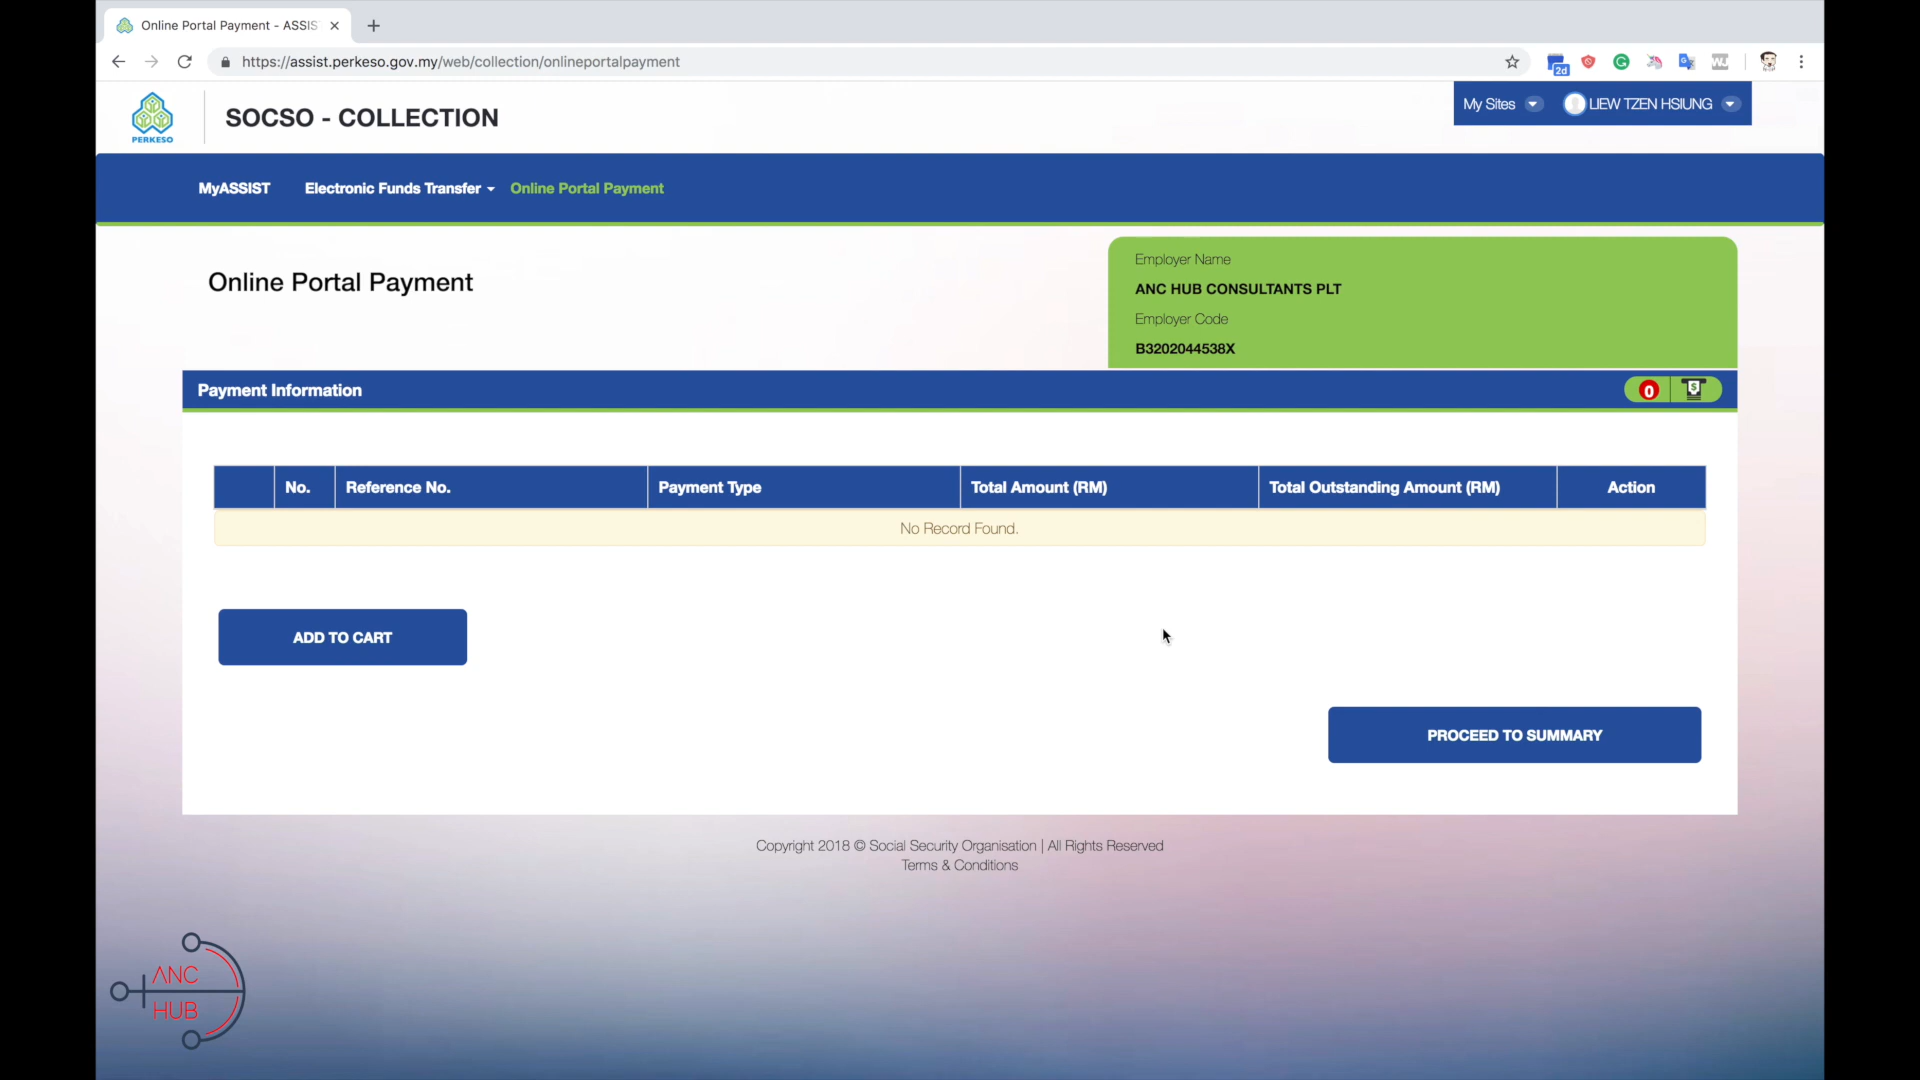 Online Portal Payment - ASSIS
https://assist.perkeso.gov.my/web/collection/onlineportalpayment
2d
PERKESO
SOCSO - COLLECTION
My Sites
LIEW TZEN HSIUNG
MyASSIST
Electronic Funds Transfer
Online Portal Payment
Online Portal Payment
Employer Name
ANC HUB CONSULTANTS PLT
Employer Code
B3202044538X
Payment Information
0
No.
Reference No.
Payment Type
Total Amount (RM)
Total Outstanding Amount (RM)
Action
No Record Found.
ADD TO CART
PROCEED TO SUMMARY
Copyright 2018 © Social Security Organisation | All Rights Reserved
Terms & Conditions
ANC
HUB